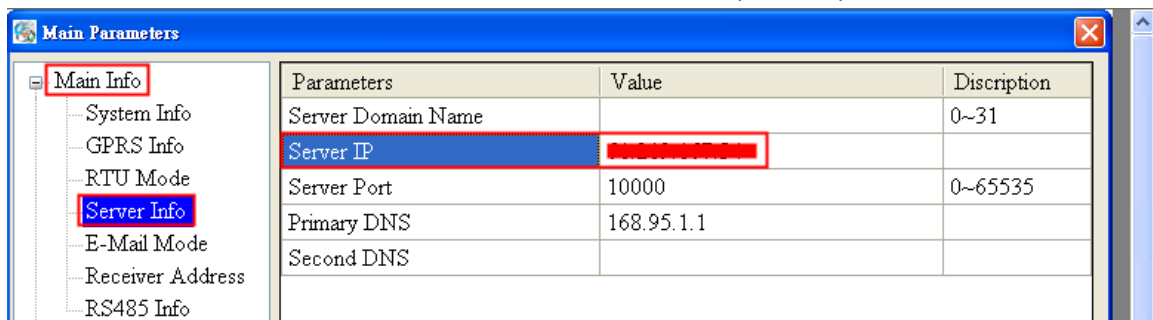 Main Parameters
Main Info
System Info
GPRS Info
RTU Mode
Server Info
E-Mail Mode
Receiver Address
RS485 Info
Parameters Value Discription
Server Domain Name 0~31
Server IP
Server Port 10000 0~65535
Primary DNS 168.95.1.1
Second DNS